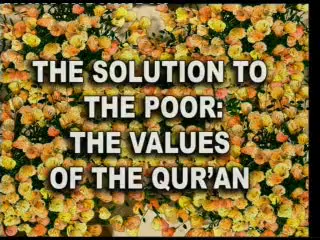 THE SOLUTION TO
THE POOR:
THE VALUES
OF THE QUR'AN